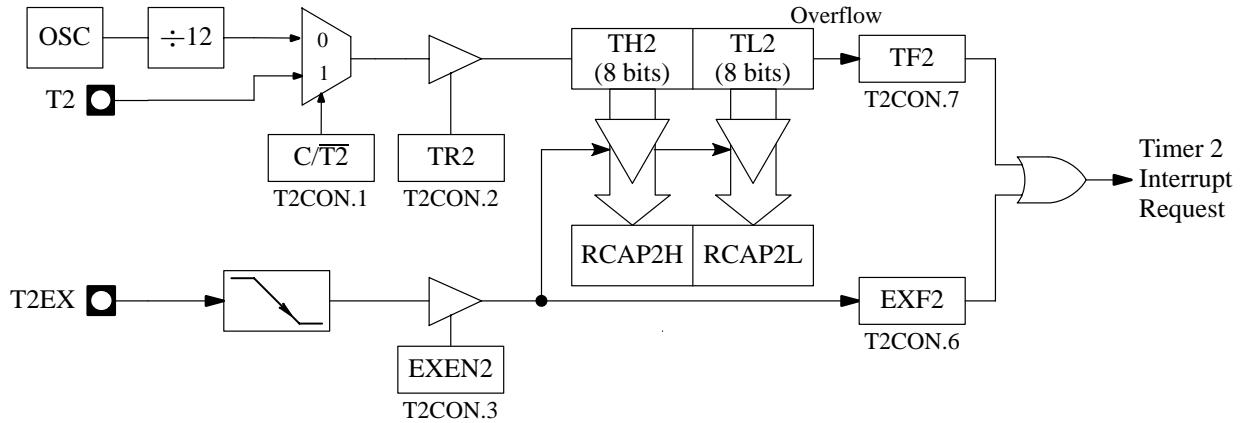 Overflow
OSC
÷12
0
1
T2
TH2
(8 bits)
TL2
(8 bits)
TF2
T2CON.7
C/T̅2̅
T2CON.1
TR2
T2CON.2
Timer 2
Interrupt
Request
RCAP2H
RCAP2L
T2EX
EXF2
T2CON.6
EXEN2
T2CON.3